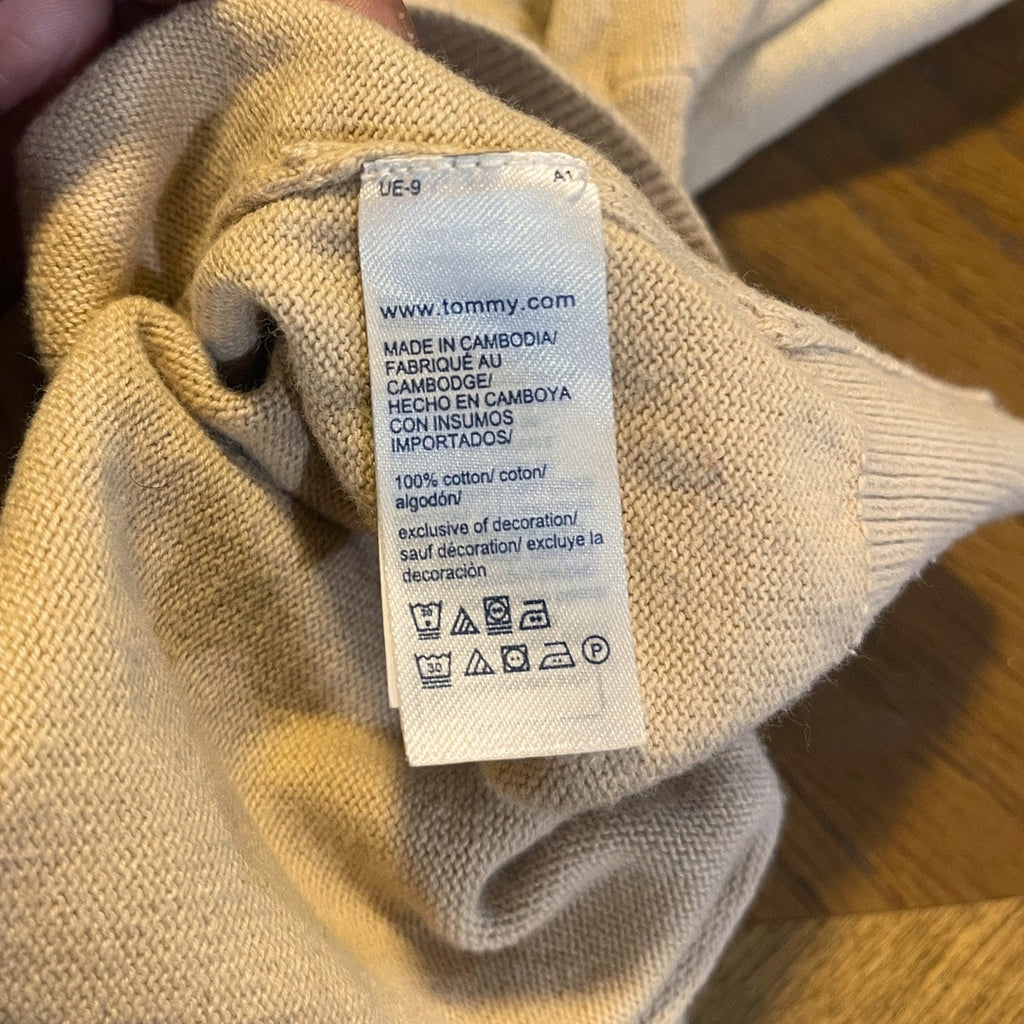 UE-9 A1
www.tommy.com
MADE IN CAMBODIA/
FABRIQUÉ AU
CAMBODGE/
HECHO EN CAMBOYA
CON INSUMOS
IMPORTADOS/
100% cotton/ coton/
algodón/
exclusive of decoration/
sauf décoration/ excluye la
decoración
30
30 P